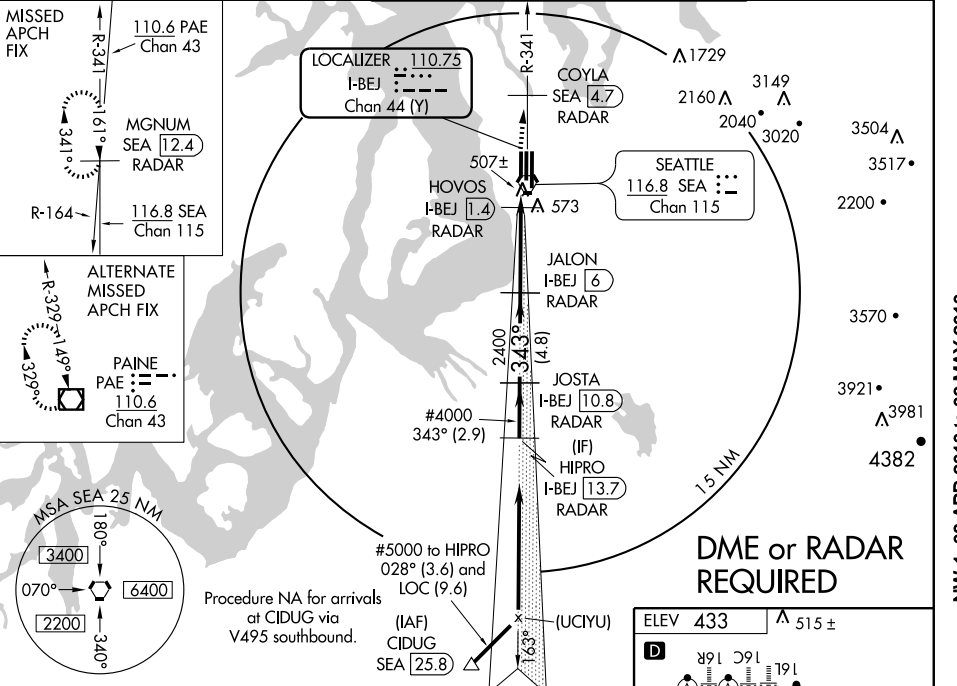 MISSED
APCH
FIX
R-341
110.6 PAE
Chan 43
161°
341°
MGNUM
SEA 12.4
RADAR
R-164
116.8 SEA
Chan 115
ALTERNATE
MISSED
APCH FIX
R-329
149°
329°
PAINE
PAE
110.6
Chan 43
MSA SEA 25 NM
180°
3400
070°
6400
2200
340°
LOCALIZER 110.75
I-BEJ
Chan 44 (Y)
R-341
COYLA
SEA 4.7
RADAR
1729
3149
2160
2040
3020
3504
3517
2200
SEATTLE
116.8 SEA
Chan 115
507±
HOVOS
I-BEJ 1.4
RADAR
573
JALON
I-BEJ 6
RADAR
2400
343°
(4.8)
3570
JOSTA
I-BEJ 10.8
RADAR
3921
3981
4382
#4000
343° (2.9)
(IF)
HIPRO
I-BEJ 13.7
RADAR
15 NM
#5000 to HIPRO
028° (3.6) and
LOC (9.6)
Procedure NA for arrivals
at CIDUG via
V495 southbound.
(IAF)
CIDUG
SEA 25.8
(UCIYU)
163°
DME or RADAR
REQUIRED
ELEV 433
515 ±
D
16R
16C
16L